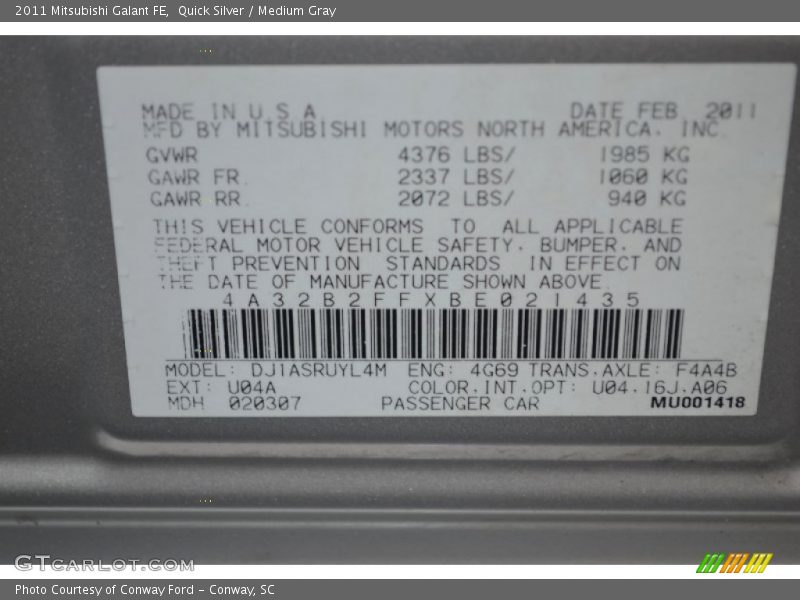 2011 Mitsubishi Galant FE,  Quick Silver / Medium Gray
MADE IN U S A DATE FEB 2011
MFD BY MITSUBISHI MOTORS NORTH AMERICA. INC.
GVWR 4376 LBS/ 1985 KG
GAWR FR. 2337 LBS/ 1060 KG
GAWR RR. 2072 LBS/ 940 KG
THIS VEHICLE CONFORMS TO ALL APPLICABLE
FEDERAL MOTOR VEHICLE SAFETY. BUMPER. AND
THEFT PREVENTION STANDARDS IN EFFECT ON
THE DATE OF MANUFACTURE SHOWN ABOVE.
4A32B2FFXBE021435
MODEL: DJ1ASRUYL4M ENG: 4G69 TRANS.AXLE: F4A4B
EXT: U04A COLOR.INT.OPT: U04.16J.A06
MDH 020307 PASSENGER CAR MU001418
GTCARLOT.COM
Photo Courtesy of Conway Ford – Conway, SC